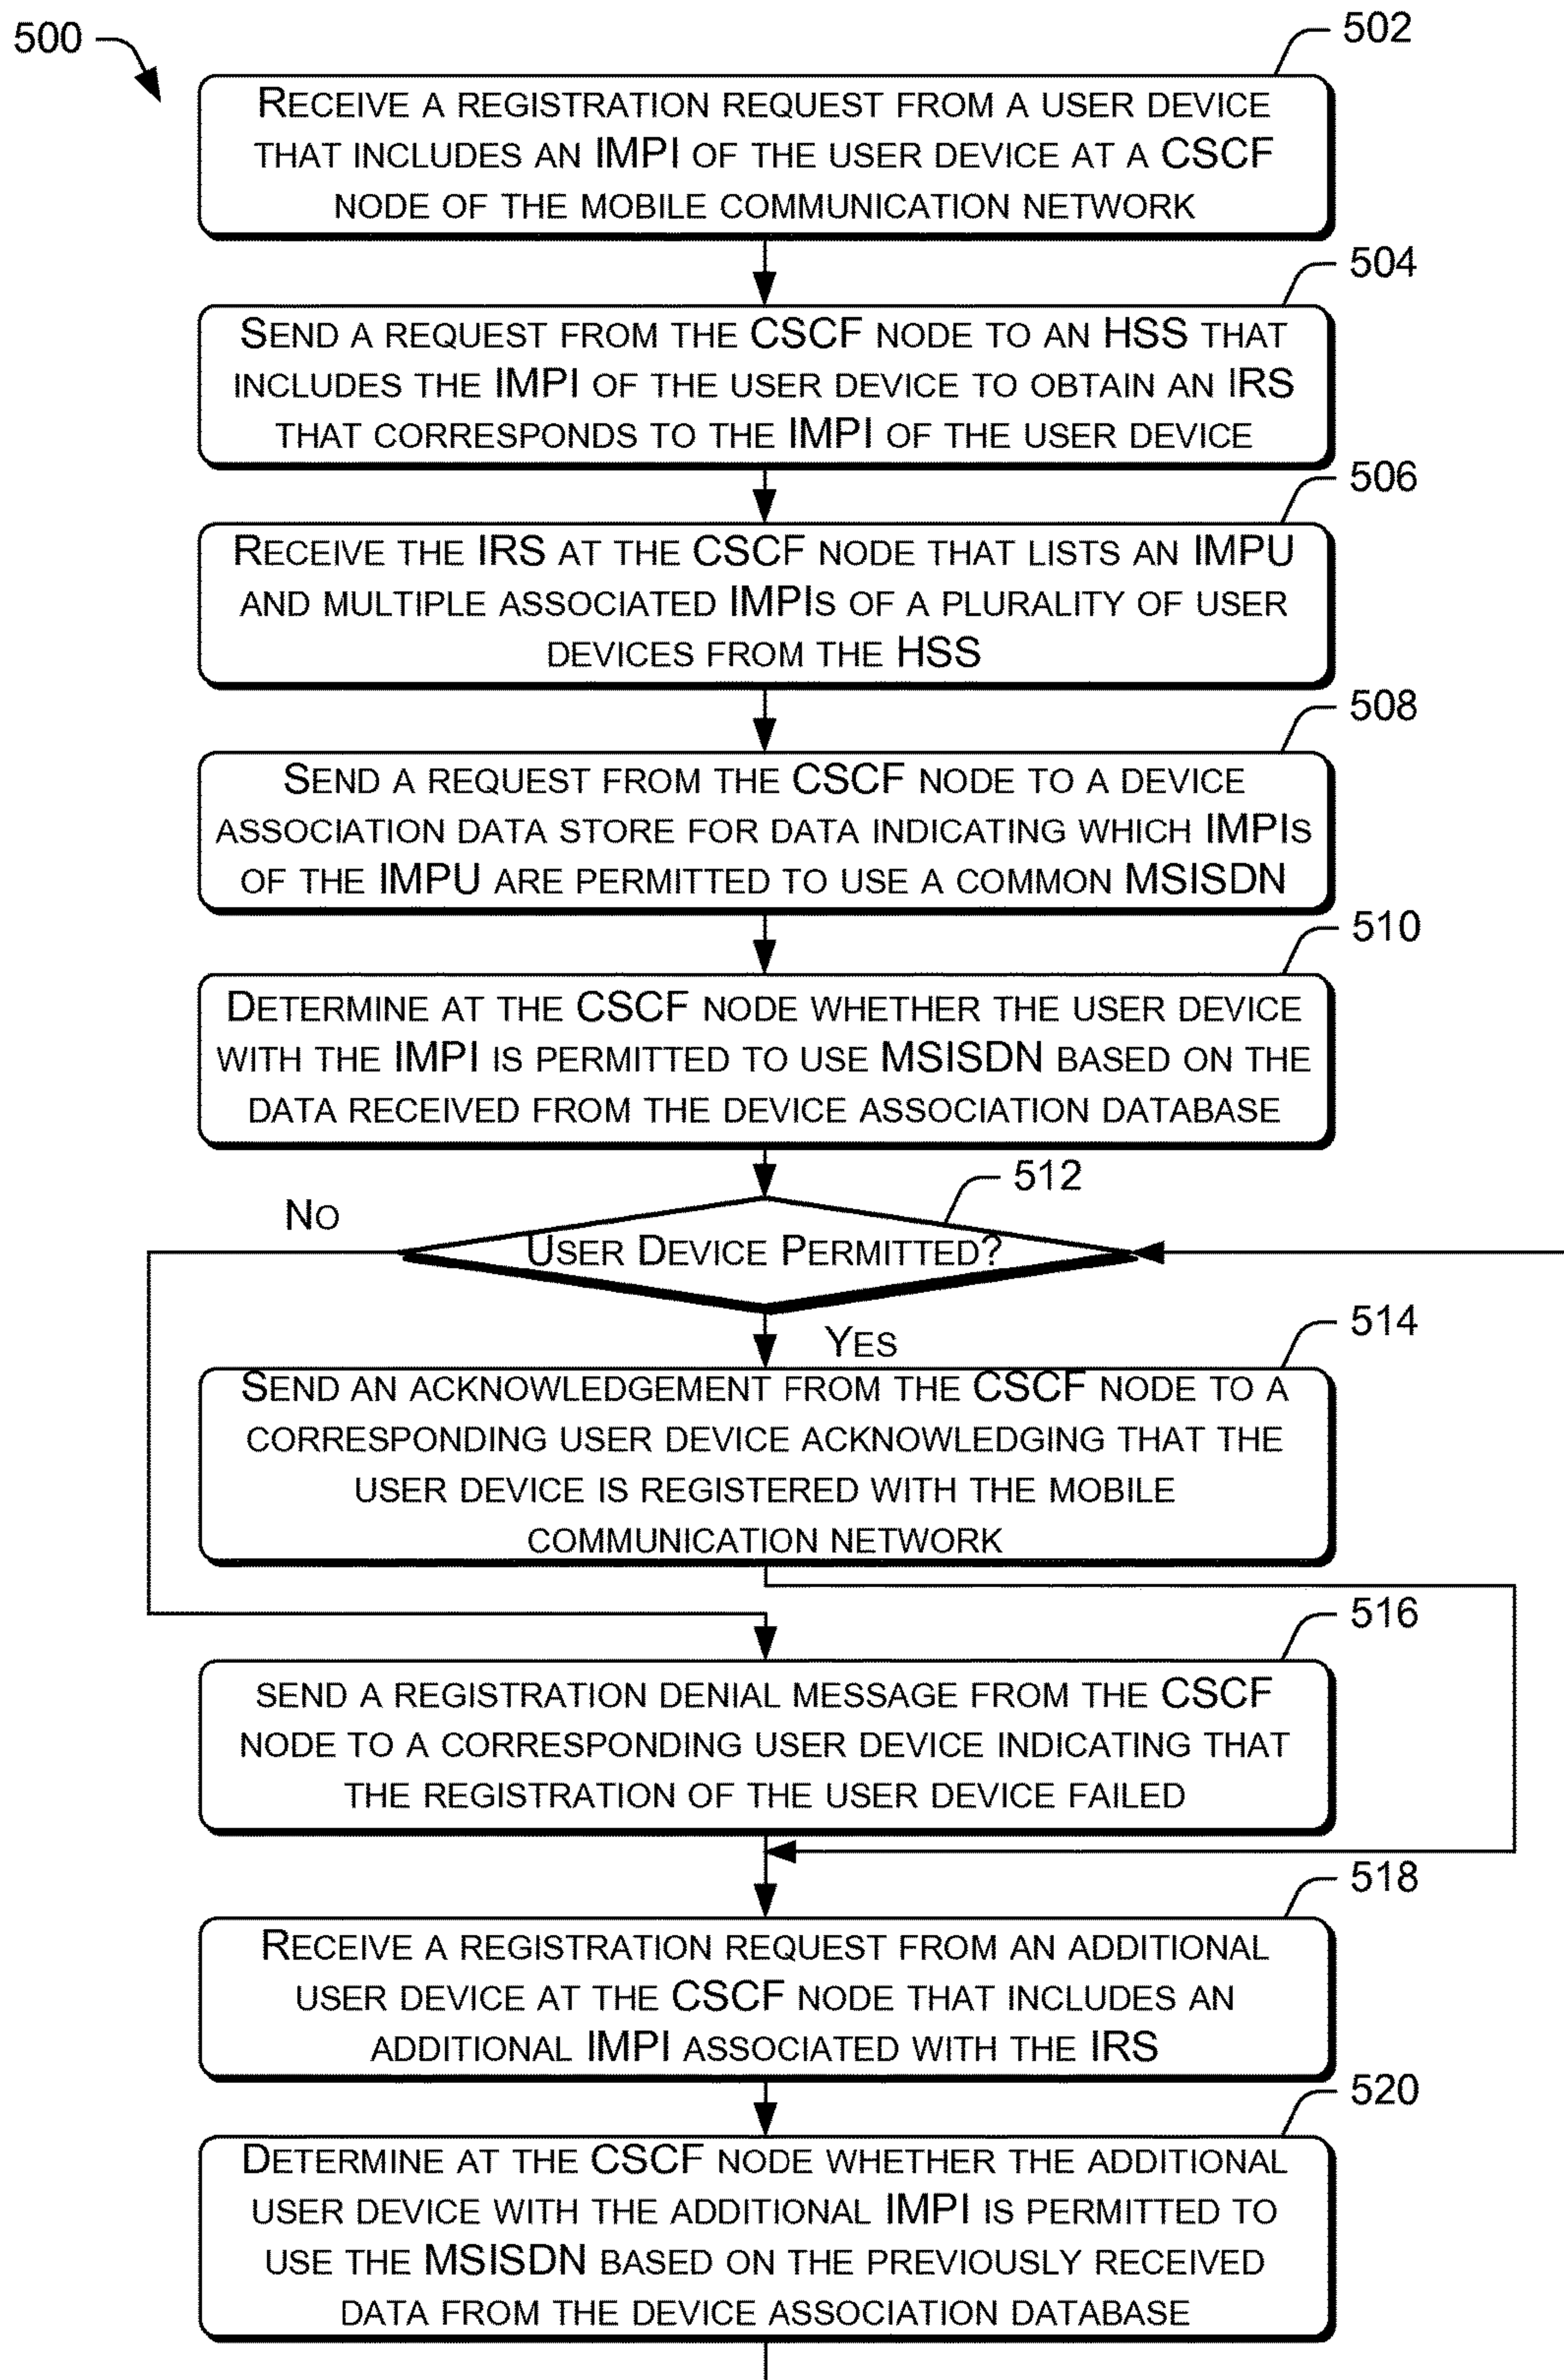 500
502
RECEIVE A REGISTRATION REQUEST FROM A USER DEVICE
THAT INCLUDES AN IMPI OF THE USER DEVICE AT A CSCF
NODE OF THE MOBILE COMMUNICATION NETWORK
504
SEND A REQUEST FROM THE CSCF NODE TO AN HSS THAT
INCLUDES THE IMPI OF THE USER DEVICE TO OBTAIN AN IRS
THAT CORRESPONDS TO THE IMPI OF THE USER DEVICE
506
RECEIVE THE IRS AT THE CSCF NODE THAT LISTS AN IMPU
AND MULTIPLE ASSOCIATED IMPIS OF A PLURALITY OF USER
DEVICES FROM THE HSS
508
SEND A REQUEST FROM THE CSCF NODE TO A DEVICE
ASSOCIATION DATA STORE FOR DATA INDICATING WHICH IMPIS
OF THE IMPU ARE PERMITTED TO USE A COMMON MSISDN
510
DETERMINE AT THE CSCF NODE WHETHER THE USER DEVICE
WITH THE IMPI IS PERMITTED TO USE MSISDN BASED ON THE
DATA RECEIVED FROM THE DEVICE ASSOCIATION DATABASE
512
NO
USER DEVICE PERMITTED?
YES
514
SEND AN ACKNOWLEDGEMENT FROM THE CSCF NODE TO A
CORRESPONDING USER DEVICE ACKNOWLEDGING THAT THE
USER DEVICE IS REGISTERED WITH THE MOBILE
COMMUNICATION NETWORK
516
SEND A REGISTRATION DENIAL MESSAGE FROM THE CSCF
NODE TO A CORRESPONDING USER DEVICE INDICATING THAT
THE REGISTRATION OF THE USER DEVICE FAILED
518
RECEIVE A REGISTRATION REQUEST FROM AN ADDITIONAL
USER DEVICE AT THE CSCF NODE THAT INCLUDES AN
ADDITIONAL IMPI ASSOCIATED WITH THE IRS
520
DETERMINE AT THE CSCF NODE WHETHER THE ADDITIONAL
USER DEVICE WITH THE ADDITIONAL IMPI IS PERMITTED TO
USE THE MSISDN BASED ON THE PREVIOUSLY RECEIVED
DATA FROM THE DEVICE ASSOCIATION DATABASE